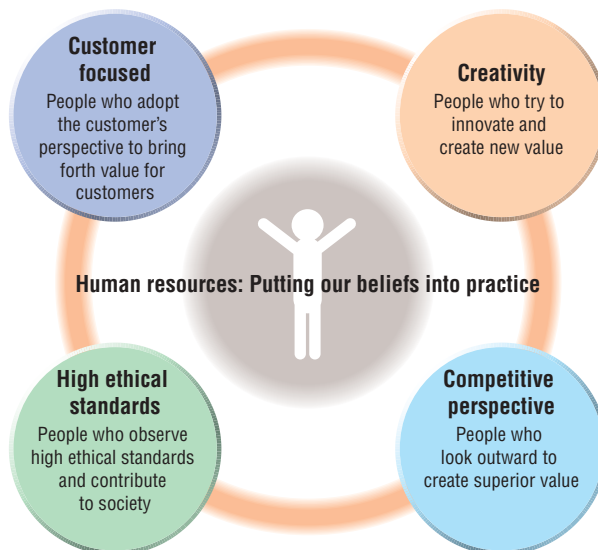 Customer
focused
People who adopt
the customer's
perspective to bring
forth value for
customers
Creativity
People who try to
innovate and
create new value
Human resources: Putting our beliefs into practice
High ethical
standards
People who observe
high ethical standards
and contribute
to society
Competitive
perspective
People who
look outward to
create superior value